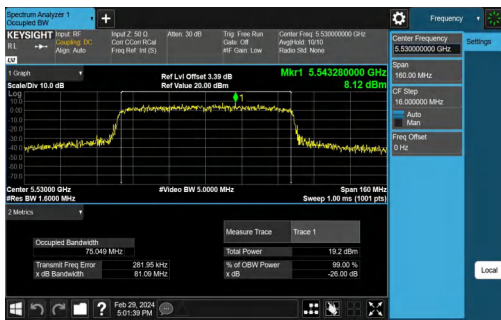 Spectrum Analyzer 1
Occupied BW
+
Frequency
KEYSIGHT Input: RF Input Z: 50 Ω Atten: 30 dB Trig: Free Run Center Freq: 5.530000000 GHz
RL Coupling: DC Corr CCorr RCal Gate: Off Avg|Hold: 10/10
Align: Auto Freq Ref: Int (S) #IF Gain: Low Radio Std: None
LW
Center Frequency
5.530000000 GHz
Settings
Span
160.00 MHz
CF Step
16.000000 MHz
Auto
Man
Freq Offset
0 Hz
Local
1 Graph
Ref Lvl Offset 3.39 dB Mkr1 5.543280000 GHz
Scale/Div 10.0 dB Ref Value 20.00 dBm 8.12 dBm
Log
10.0
0.00
-10.0
-20.0
-30.0
-40.0
-50.0
-60.0
-70.0
1
Center 5.53000 GHz #Video BW 5.0000 MHz Span 160 MHz
#Res BW 1.6000 MHz Sweep 1.00 ms (1001 pts)
2 Metrics
Measure Trace Trace 1
Occupied Bandwidth
75.049 MHz Total Power 19.2 dBm
Transmit Freq Error 281.95 kHz % of OBW Power 99.00 %
x dB Bandwidth 81.09 MHz x dB -26.00 dB
?
Feb 29, 2024
5:01:39 PM